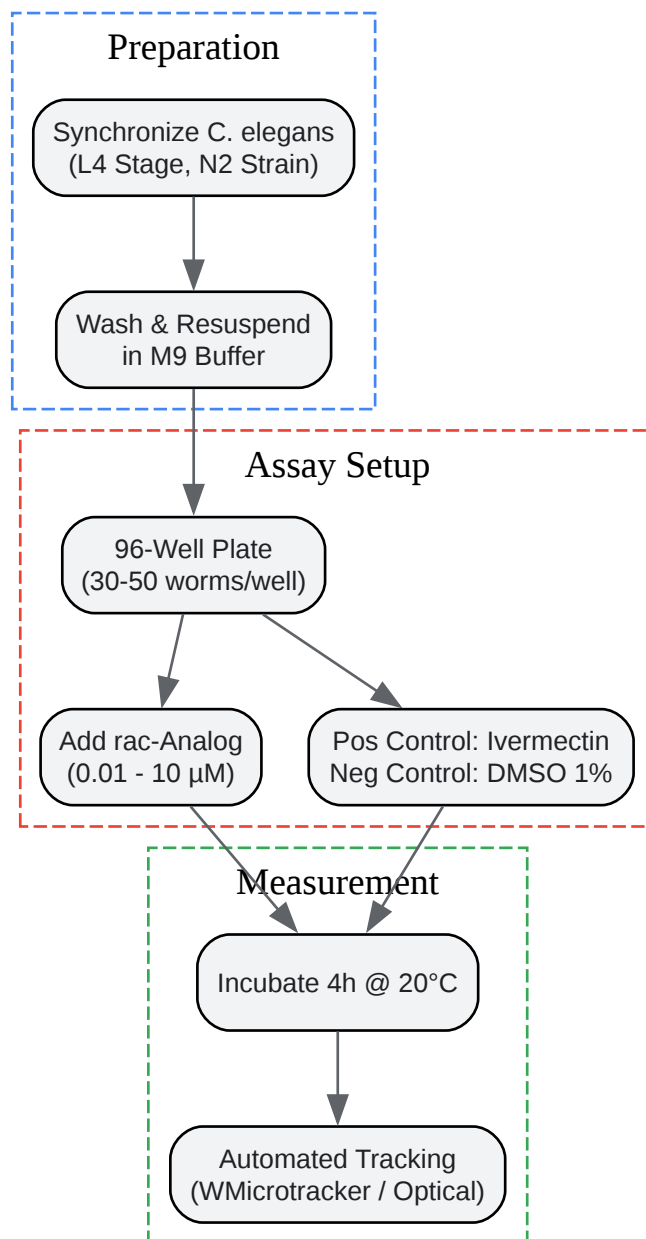 Preparation
Synchronize C. elegans
(L4 Stage, N2 Strain)
Wash & Resuspend
in M9 Buffer
Assay Setup
96-Well Plate
(30-50 worms/well)
Add rac-Analog
(0.01 - 10 µM)
Pos Control: Ivermectin
Neg Control: DMSO 1%
Measurement
Incubate 4h @ 20°C
Automated Tracking
(WMicrotracker / Optical)